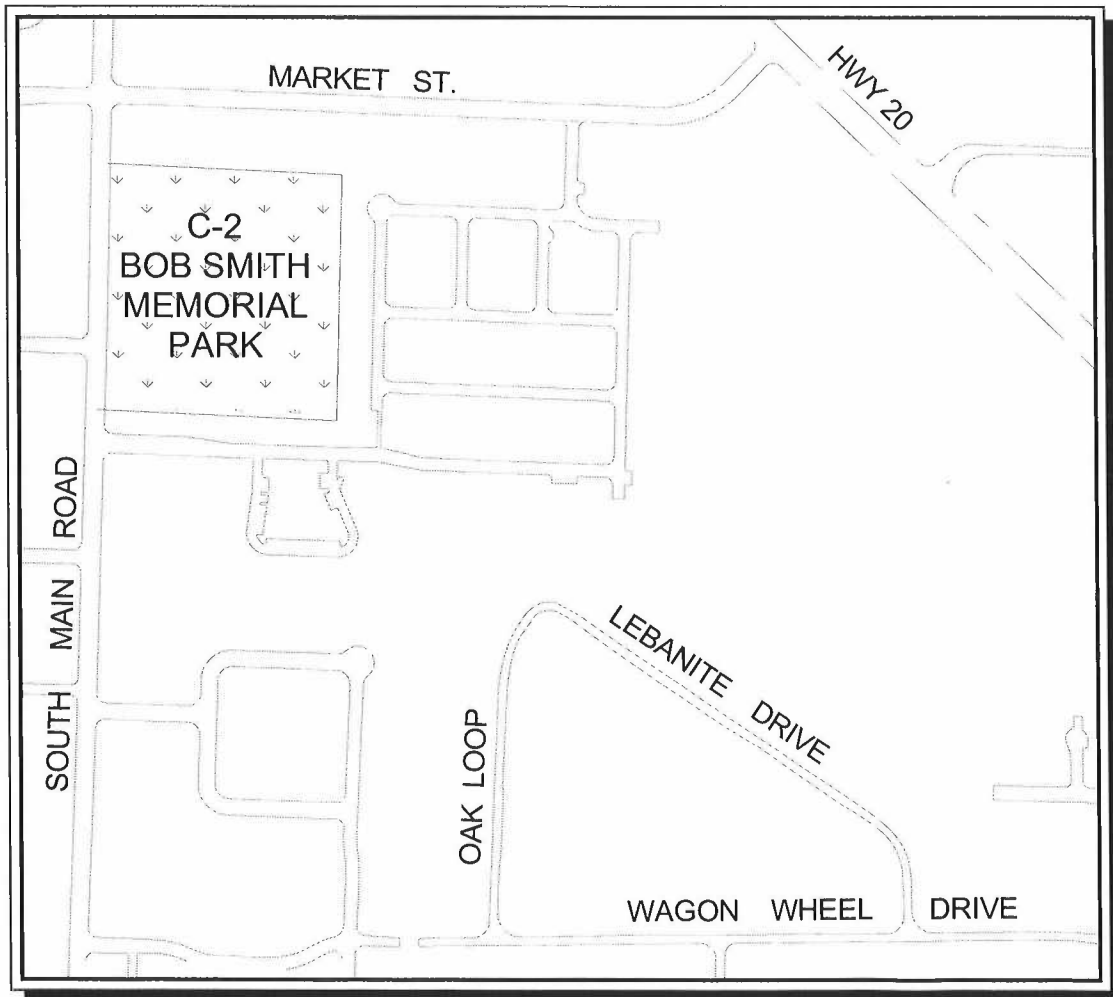 MARKET ST.
HWY 20
C-2
BOB SMITH
MEMORIAL
PARK
SOUTH MAIN ROAD
LEBANITE DRIVE
OAK LOOP
WAGON WHEEL DRIVE